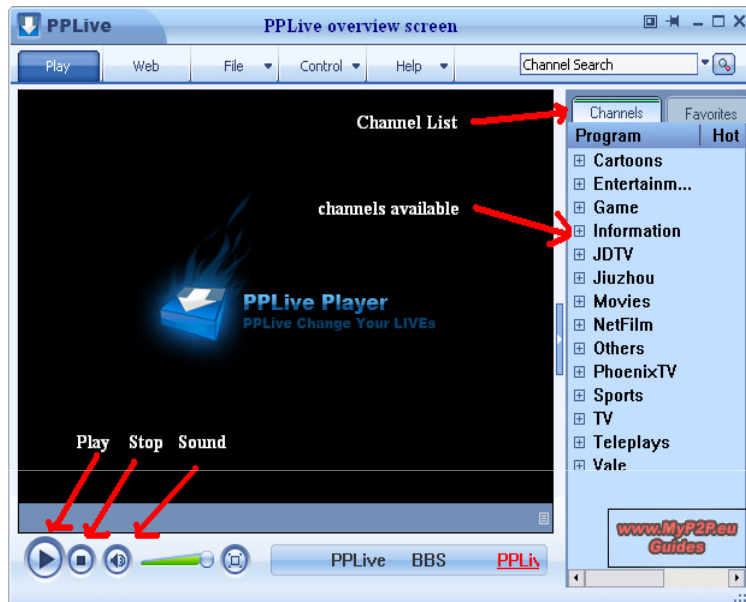 PPLive
PPLive overview screen
Play Web File Control Help
Channel Search
Channels Favorites
Program Hot
Channel List
channels available
Cartoons
Entertainm...
Game
Information
JDTV
Jiuzhou
Movies
NetFilm
Others
PhoenixTV
Sports
TV
Teleplays
Vale
PPLive Player
PPLive Change Your LIVEs
Play Stop Sound
www.MyP2P.eu
Guides
PPLive BBS PPLiv